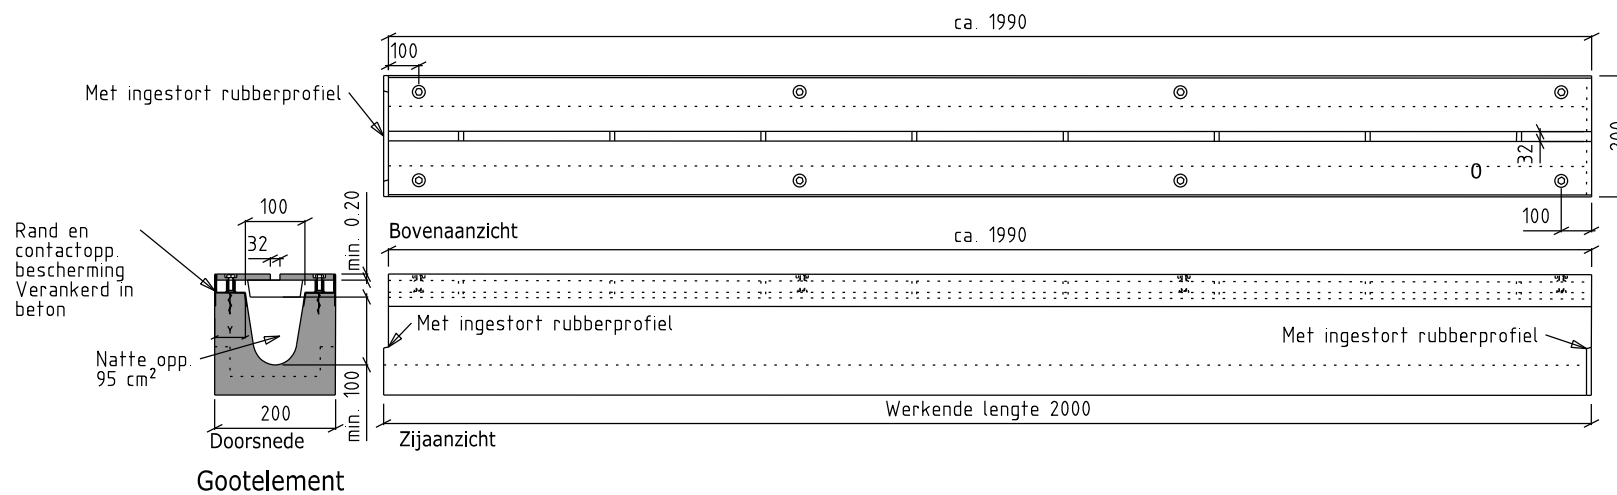 ca. 1990
100
Met ingestort rubberprofiel
32
200
0
100
Bovenaanzicht
ca. 1990
Rand en
contactopp.
bescherming
Verankerd in
beton
100
32
min. 0.20
Met ingestort rubberprofiel
Met ingestort rubberprofiel
Y
Natte opp.
95 cm²
min. 100
200
Werkende lengte 2000
Doorsnede
Zijaanzicht
Gootelement